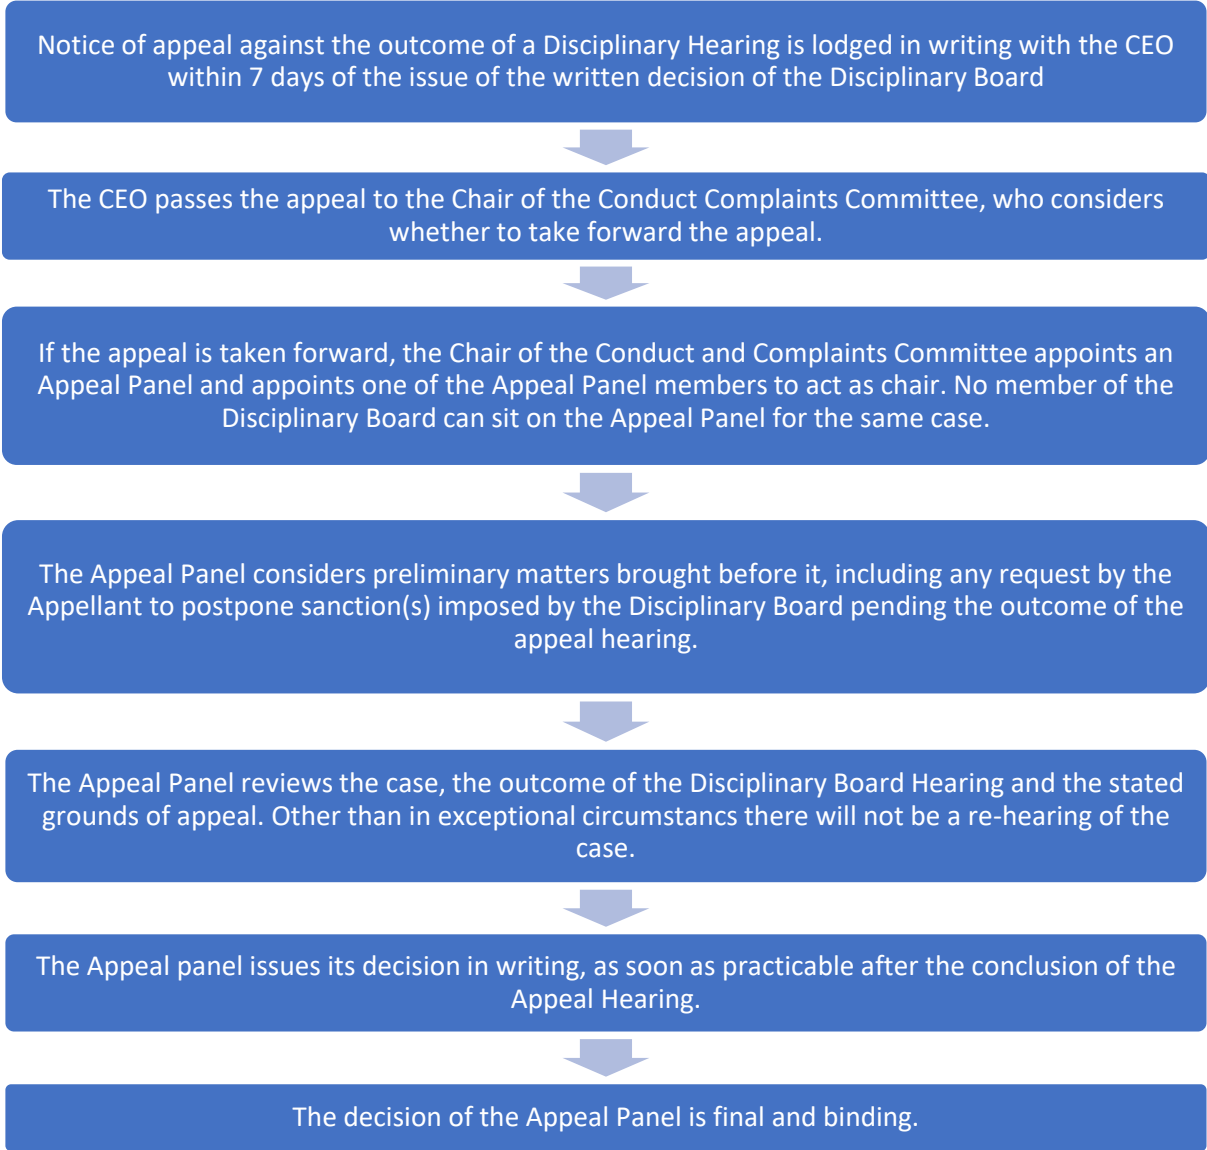 Notice of appeal against the outcome of a Disciplinary Hearing is lodged in writing with the CEO
within 7 days of the issue of the written decision of the Disciplinary Board
The CEO passes the appeal to the Chair of the Conduct Complaints Committee, who considers
whether to take forward the appeal.
If the appeal is taken forward, the Chair of the Conduct and Complaints Committee appoints an
Appeal Panel and appoints one of the Appeal Panel members to act as chair. No member of the
Disciplinary Board can sit on the Appeal Panel for the same case.
The Appeal Panel considers preliminary matters brought before it, including any request by the
Appellant to postpone sanction(s) imposed by the Disciplinary Board pending the outcome of the
appeal hearing.
The Appeal Panel reviews the case, the outcome of the Disciplinary Board Hearing and the stated
grounds of appeal. Other than in exceptional circumstancs there will not be a re-hearing of the
case.
The Appeal panel issues its decision in writing, as soon as practicable after the conclusion of the
Appeal Hearing.
The decision of the Appeal Panel is final and binding.